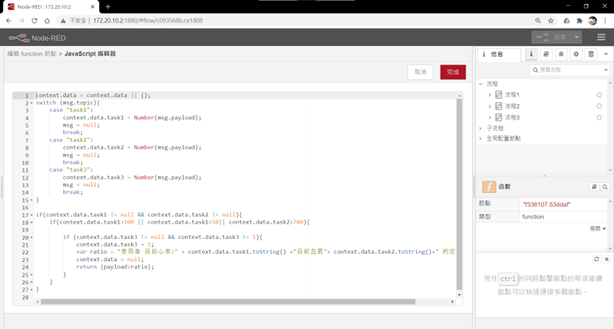 Node-RED : 172.20.10.2
不安全 | 172.20.10.2:1880/#flow/c093568b.ce1808
Node-RED
部署
編輯 function 節點 > JavaScript 編輯器
取消
完成
1 context.data = context.data || {};
2 switch (msg.topic){
3 case "task1":
4 context.data.task1 = Number(msg.payload);
5 msg = null;
6 break;
7 case "task2":
8 context.data.task2 = Number(msg.payload);
9 msg = null;
10 break;
11 case "task3":
12 context.data.task3 = Number(msg.payload);
13 msg = null;
14 break;
15 }
16
17 if(context.data.task1 != null && context.data.task2 != null){
18 if(context.data.task1>100 || context.data.task1<50|| context.data.task2>700){
19
20 if (context.data.task3 != null && context.data.task3 != 1){
21 context.data.task3 = 1;
22 var ratio = "使用者 目前心率:" + context.data.task1.toString() +"目前血氧"+ context.data.task2.toString()+" 判定
23 context.data = null;
24 return {payload:ratio};
25 }
26 }
27 }
28
信息
搜索流程
流程
流程1
流程2
流程3
子流程
全局配置節點
函數
節點 "f336107.53ddaf"
類型 function
展開
按住 ctrl 的同時點擊節點的
節點可以快速連接多個節點。